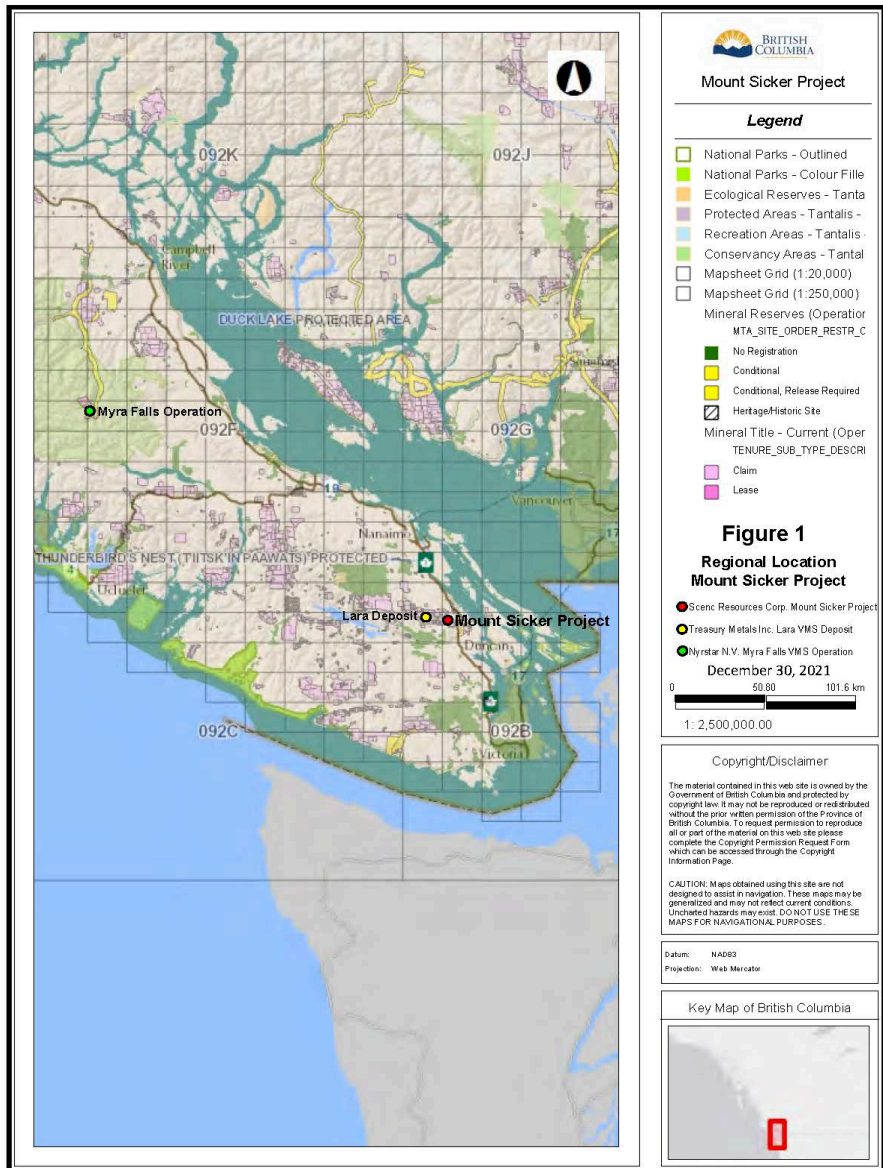 092K
092J
Campbell
River
DUCK LAKE PROTECTED AREA
Squamish
Myra Falls Operation
092F
092G
19
Vancouver
17
Nanaimo
1
THUNDERBIRD'S NEST (T'IITSK'IN PAAWATS) PROTECTED
4
Ucluelet
Lara Deposit
Mount Sicker Project
Duncan
17
1
092C
092B
Victoria
BRITISH
COLUMBIA
Mount Sicker Project
Legend
National Parks - Outlined
National Parks - Colour Fille
Ecological Reserves - Tanta
Protected Areas - Tantalis -
Recreation Areas - Tantalis -
Conservancy Areas - Tantal
Mapsheet Grid (1:20,000)
Mapsheet Grid (1:250,000)
Mineral Reserves (Operation
MTA_SITE_ORDER_RESTR_C
No Registration
Conditional
Conditional, Release Required
Heritage/Historic Site
Mineral Title - Current (Oper
TENURE_SUB_TYPE_DESCRI
Claim
Lease
Figure 1
Regional Location
Mount Sicker Project
Scenc Resources Corp. Mount Sicker Project
Treasury Metals Inc. Lara VMS Deposit
Nyrstar N.V. Myra Falls VMS Operation
December 30, 2021
0 50.80 101.6 km
1: 2,500,000.00
Copyright/Disclaimer
The material contained in this web site is owned by the
Government of British Columbia and protected by
copyright law. It may not be reproduced or redistributed
without the prior written permission of the Province of
British Columbia. To request permission to reproduce
all or part of the material on this web site please
complete the Copyright Permission Request Form
which can be accessed through the Copyright
Information Page.
CAUTION: Maps obtained using this site are not
designed to assist in navigation. These maps may be
generalized and may not reflect current conditions.
Uncharted hazards may exist. DO NOT USE THESE
MAPS FOR NAVIGATIONAL PURPOSES.
Datum: NAD83
Projection: Web Mercator
Key Map of British Columbia